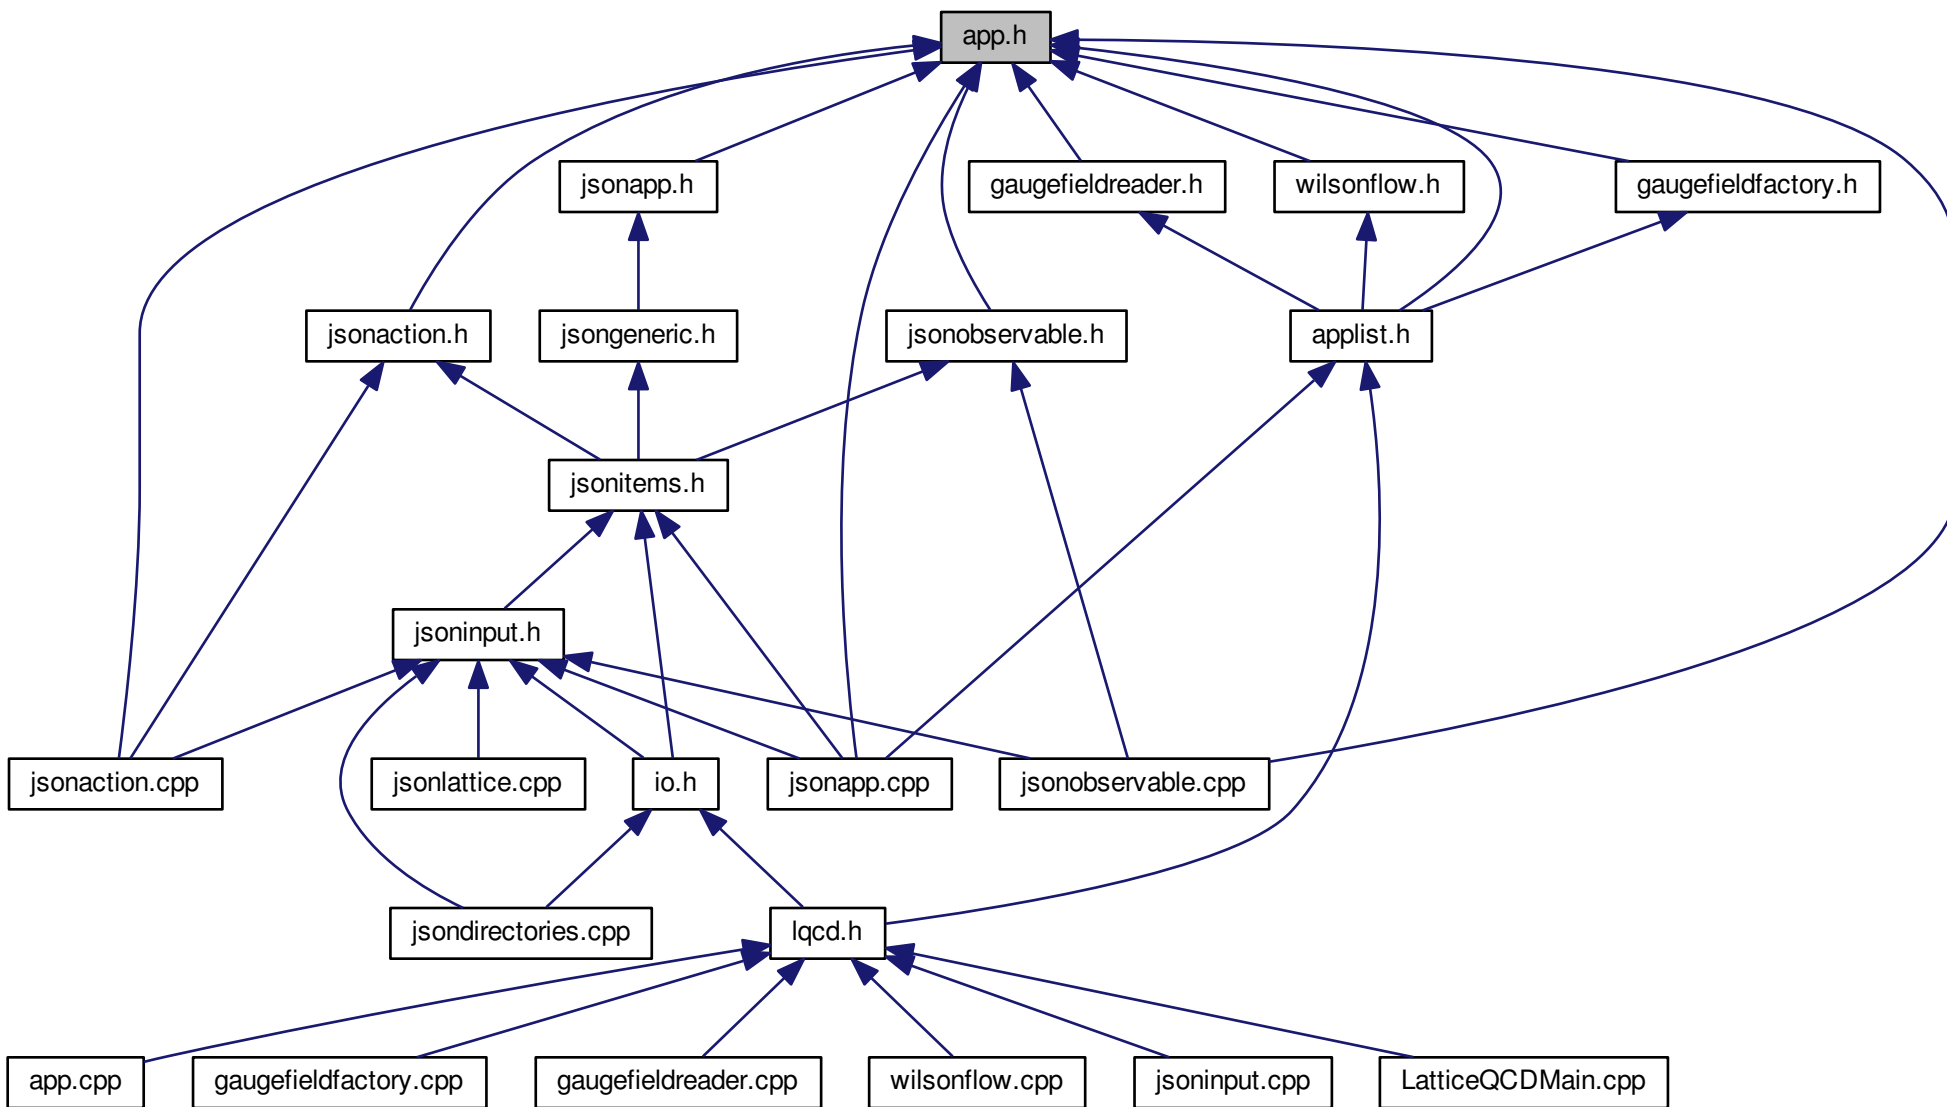 app.h
jsonapp.h
gaugefieldreader.h
wilsonflow.h
gaugefieldfactory.h
jsonaction.h
jsongeneric.h
jsonobservable.h
applist.h
jsonitems.h
jsoninput.h
jsonaction.cpp
jsonlattice.cpp
io.h
jsonapp.cpp
jsonobservable.cpp
jsondirectories.cpp
lqcd.h
app.cpp
gaugefieldfactory.cpp
gaugefieldreader.cpp
wilsonflow.cpp
jsoninput.cpp
LatticeQCDMain.cpp